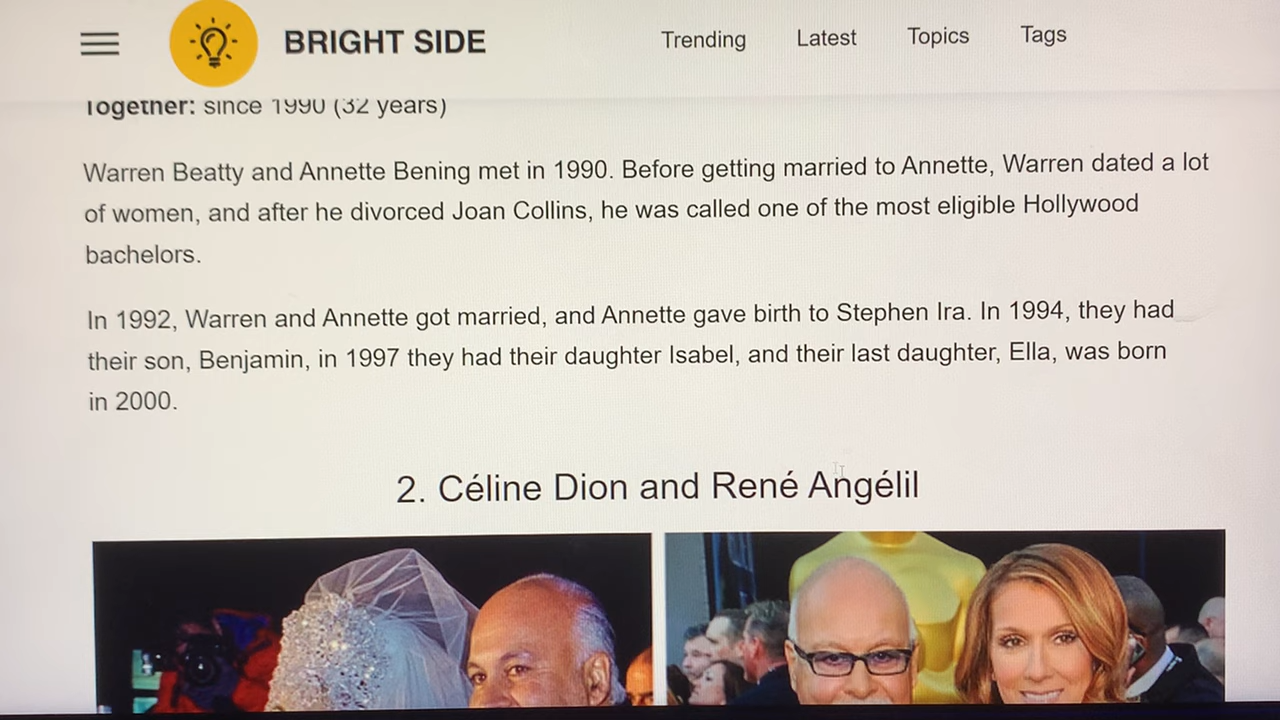 BRIGHT SIDE
Trending Latest Topics Tags
Together: since 1990 (32 years)
Warren Beatty and Annette Bening met in 1990. Before getting married to Annette, Warren dated a lot
of women, and after he divorced Joan Collins, he was called one of the most eligible Hollywood
bachelors.
In 1992, Warren and Annette got married, and Annette gave birth to Stephen Ira. In 1994, they had
their son, Benjamin, in 1997 they had their daughter Isabel, and their last daughter, Ella, was born
in 2000.
2. Céline Dion and René Angélil